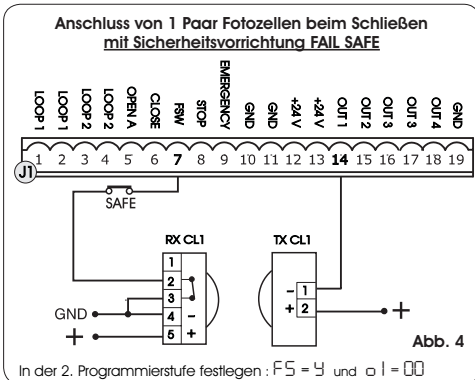 Anschluss von 1 Paar Fotozellen beim Schließen
mit Sicherheitsvorrichtung FAIL SAFE
LOOP 1 LOOP 1 LOOP 2 LOOP 2 OPEN A CLOSE FSW STOP EMERGENCY GND GND +24 V +24 V OUT 1 OUT 2 OUT 3 OUT 3 OUT 4 GND
1 2 3 4 5 6 7 8 9 10 11 12 13 14 15 16 17 18 19
J1
SAFE
RX CL1
1
2
3
4 -
5 +
GND
+
TX CL1
- 1
+ 2
+
Abb. 4
In der 2. Programmierstufe festlegen : FS = Y und o1 = 00